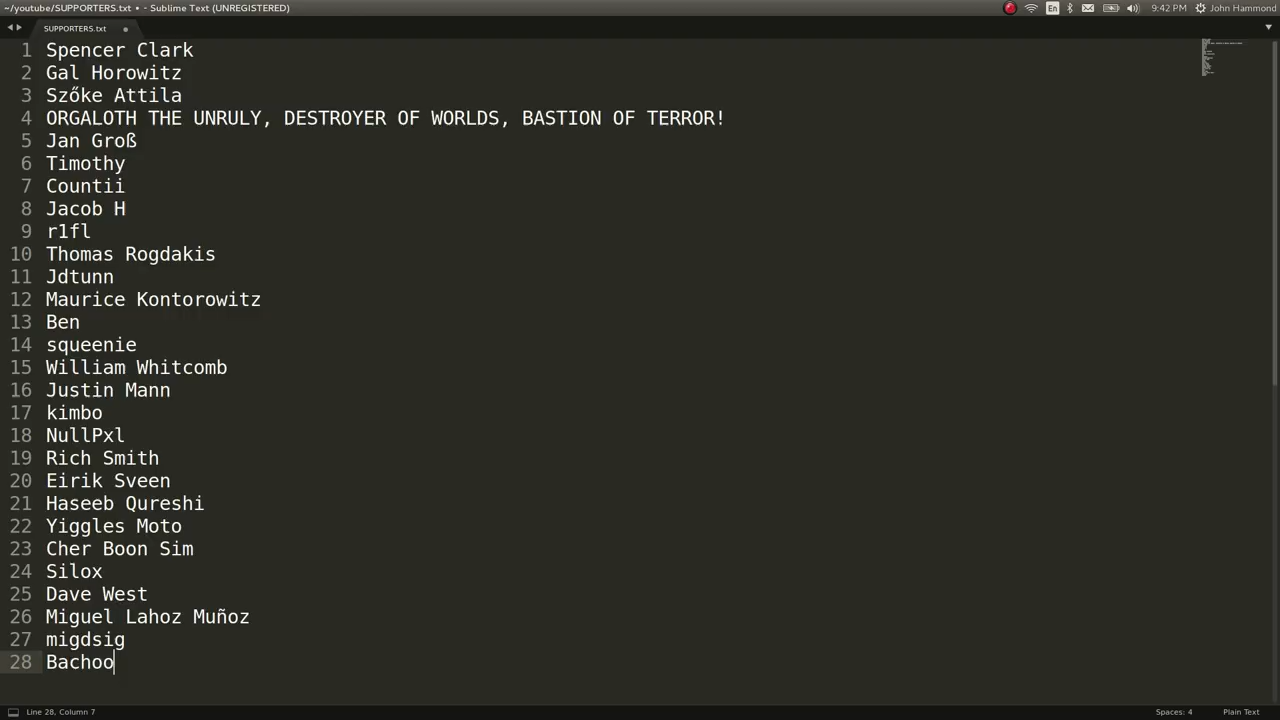 ~/youtube/SUPPORTERS.txt • - Sublime Text (UNREGISTERED)
En
9:42 PM
John Hammond
SUPPORTERS.txt
1 Spencer Clark
2 Gal Horowitz
3 Szőke Attila
4 ORGALOTH THE UNRULY, DESTROYER OF WORLDS, BASTION OF TERROR!
5 Jan Groß
6 Timothy
7 Countii
8 Jacob H
9 r1fl
10 Thomas Rogdakis
11 Jdtunn
12 Maurice Kontorowitz
13 Ben
14 squeenie
15 William Whitcomb
16 Justin Mann
17 kimbo
18 NullPxl
19 Rich Smith
20 Eirik Sveen
21 Haseeb Qureshi
22 Yiggles Moto
23 Cher Boon Sim
24 Silox
25 Dave West
26 Miguel Lahoz Muñoz
27 migdsig
28 Bachoo
Line 28, Column 7
Spaces: 4
Plain Text